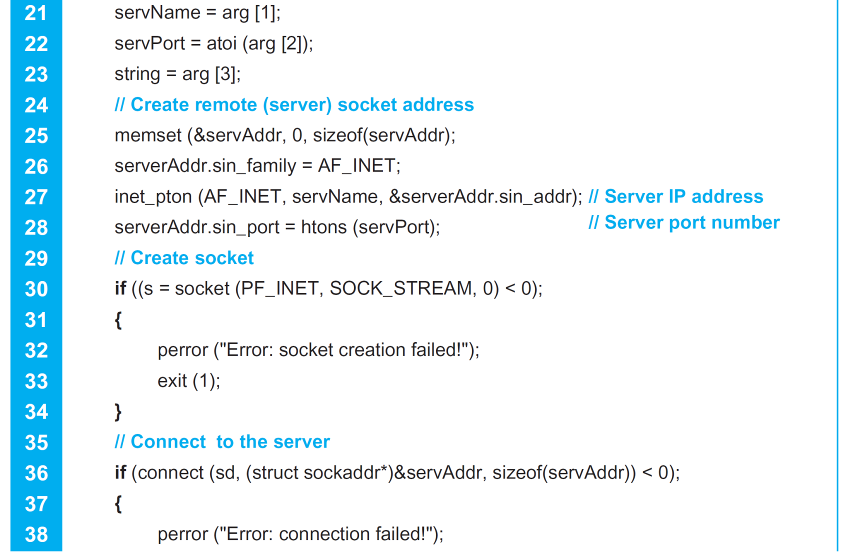 21 servName = arg [1];
22 servPort = atoi (arg [2]);
23 string = arg [3];
24 // Create remote (server) socket address
25 memset (&servAddr, 0, sizeof(servAddr);
26 serverAddr.sin_family = AF_INET;
27 inet_pton (AF_INET, servName, &serverAddr.sin_addr); // Server IP address
28 serverAddr.sin_port = htons (servPort); // Server port number
29 // Create socket
30 if ((s = socket (PF_INET, SOCK_STREAM, 0) < 0);
31 {
32 perror ("Error: socket creation failed!");
33 exit (1);
34 }
35 // Connect  to the server
36 if (connect (sd, (struct sockaddr*)&servAddr, sizeof(servAddr)) < 0);
37 {
38 perror ("Error: connection failed!");